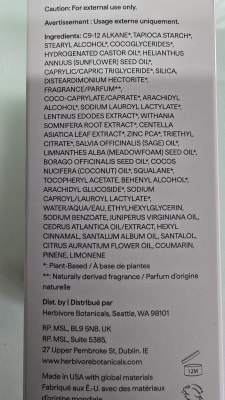 Caution: For external use only.
Avertissement : Usage externe uniquement.
Ingredients: C9-12 ALKANE*, TAPIOCA STARCH*,
STEARYL ALCOHOL*, COCOGLYCERIDES*,
HYDROGENATED CASTOR OIL*, HELIANTHUS
ANNUUS (SUNFLOWER) SEED OIL*,
CAPRYLIC/CAPRIC TRIGLYCERIDE*, SILICA,
DISTEARDIMONIUM HECTORITE*,
FRAGRANCE/PARFUM**,
COCO-CAPRYLATE/CAPRATE*, ARACHIDYL
ALCOHOL*, SODIUM LAUROYL LACTYLATE*,
LENTINUS EDODES EXTRACT*, WITHANIA
SOMNIFERA ROOT EXTRACT*, CENTELLA
ASIATICA LEAF EXTRACT*, ZINC PCA*, TRIETHYL
CITRATE*, SALVIA OFFICINALIS (SAGE) OIL*,
LIMNANTHES ALBA (MEADOWFOAM) SEED OIL*,
BORAGO OFFICINALIS SEED OIL*, COCOS
NUCIFERA (COCONUT) OIL*, SQUALANE*,
TOCOPHERYL ACETATE, BEHENYL ALCOHOL*,
ARACHIDYL GLUCOSIDE*, SODIUM
CAPROYL/LAUROYL LACTYLATE*,
WATER/AQUA/EAU, ETHYLHEXYLGLYCERIN,
SODIUM BENZOATE, JUNIPERUS VIRGINIANA OIL,
CEDRUS ATLANTICA OIL/EXTRACT, HEXYL
CINNAMAL, SANTALUM ALBUM OIL, SANTALOL,
CITRUS AURANTIUM FLOWER OIL, COUMARIN,
PINENE, LIMONENE
*: Plant-Based / À base de plantes
**: Naturally derived fragrance / Parfum d'origine
naturelle
Dist. by | Distribué par
Herbivore Botanicals, Seattle, WA 98101
RP. MSL, BL9 5NB. UK
RP. MSL, Suite 5385,
27 Upper Pembroke St, Dublin. IE
www.herbivorebotanicals.com
12M
Made in USA with global materials
Fabriqué aux É.-U. avec des matériaux
d'origine mondiale